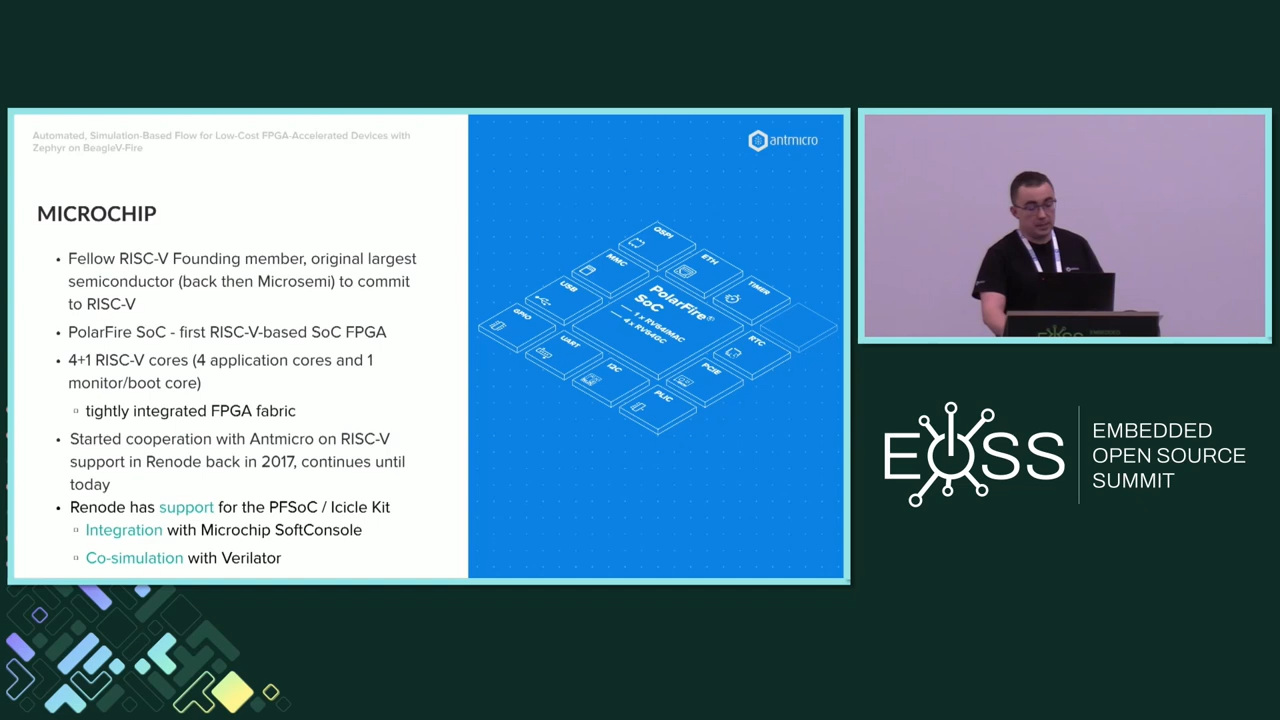 Automated, Simulation-Based Flow for Low-Cost FPGA-Accelerated Devices with
Zephyr on BeagleV-Fire
antmicro
MICROCHIP
• Fellow RISC-V Founding member, original largest
semiconductor (back then Microsemi) to commit
to RISC-V
• PolarFire SoC - first RISC-V-based SoC FPGA
• 4+1 RISC-V cores (4 application cores and 1
monitor/boot core)
▫ tightly integrated FPGA fabric
• Started cooperation with Antmicro on RISC-V
support in Renode back in 2017, continues until
today
• Renode has support for the PFSoC / Icicle Kit
▫ Integration with Microchip SoftConsole
▫ Co-simulation with Verilator
QSPI
MMC
ETH
USB
TIMER
GPIO
PolarFire®
SoC
1 x RV64IMAC
4 x RV64GC
UART
RTC
I2C
PCIE
PLIC
EOSS
EMBEDDED
OPEN SOURCE
SUMMIT